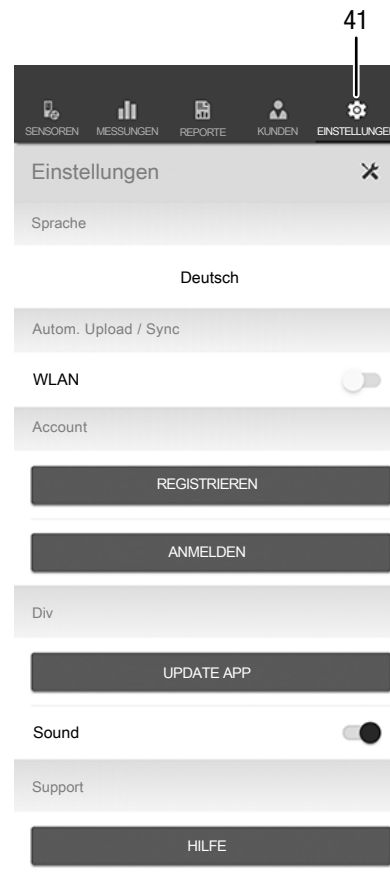 41
SENSOREN MESSUNGEN REPORTE KUNDEN EINSTELLUNGEN
Einstellungen
Sprache
Deutsch
Autom. Upload / Sync
WLAN
Account
REGISTRIEREN
ANMELDEN
Div
UPDATE APP
Sound
Support
HILFE